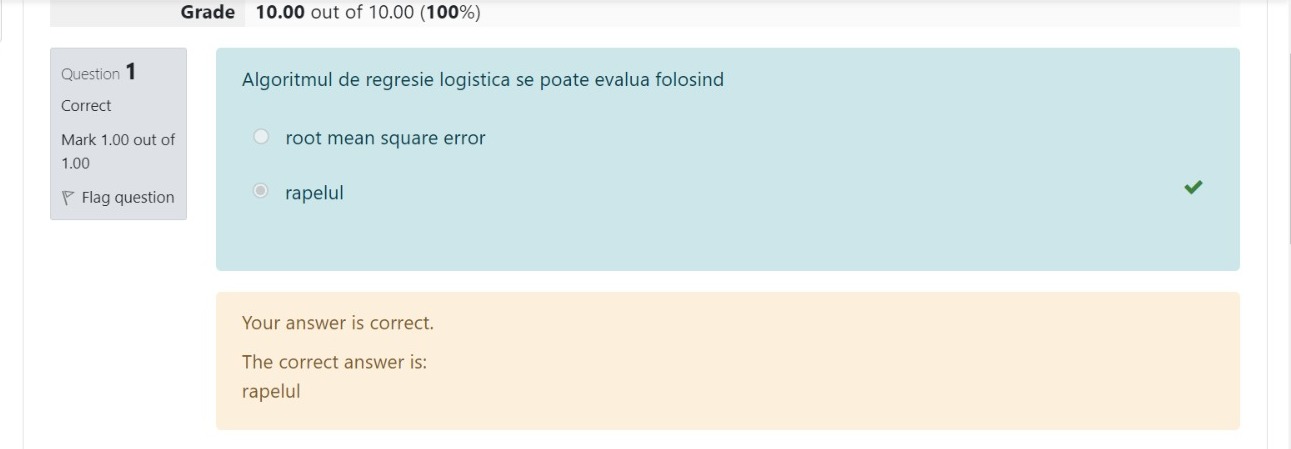 Grade 10.00 out of 10.00 (100%)
Question 1
Correct
Mark 1.00 out of
1.00
Flag question
Algoritmul de regresie logistica se poate evalua folosind
root mean square error
rapelul
Your answer is correct.
The correct answer is:
rapelul